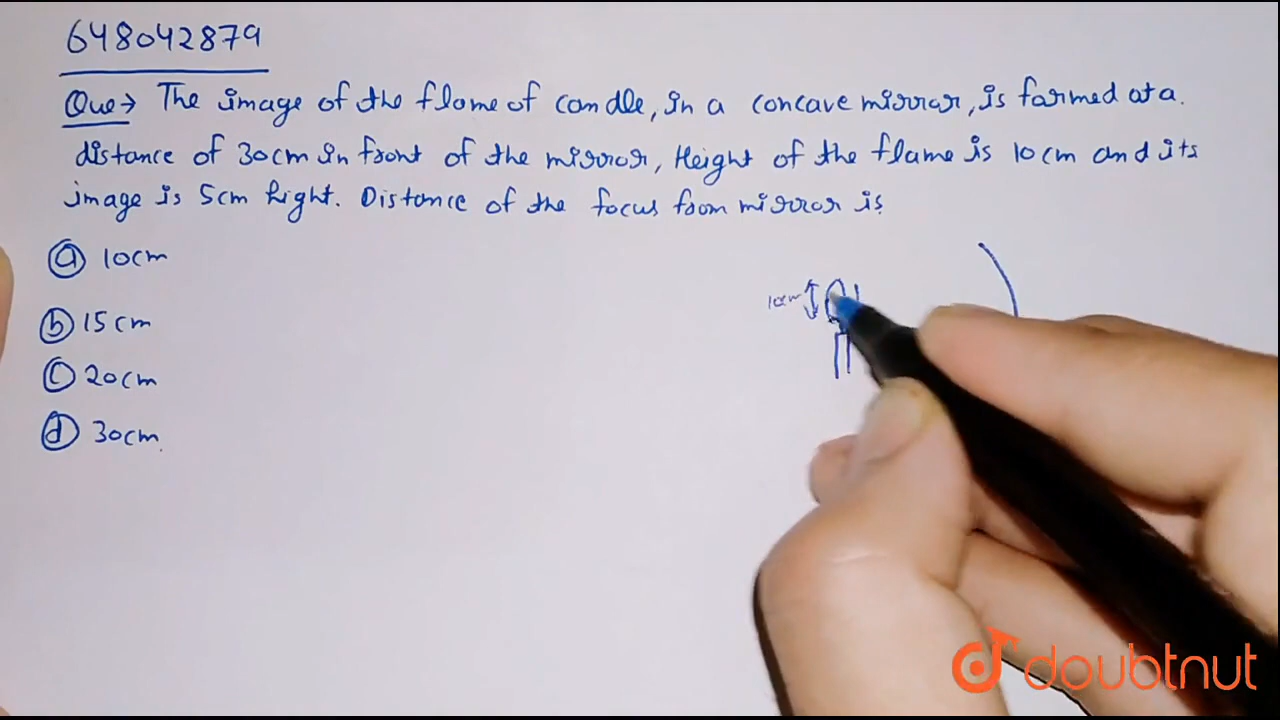 648042879
Que→ The image of the flame of candle, in a concave mirror, is formed at a.
distance of 30cm in front of the mirror, Height of the flame is 10cm and its
image is 5cm hight. Distance of the focus from mirror is
(a) 10cm
(b) 15cm
(c) 20cm
(d) 30cm.
10cm
doubtnut